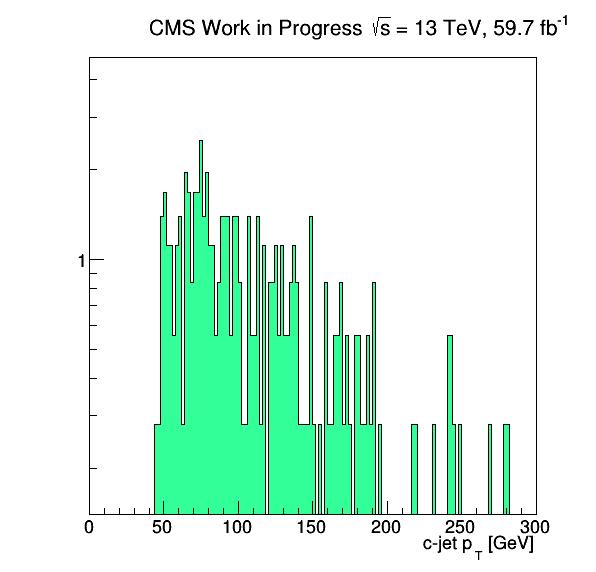 CMS Work in Progress √s = 13 TeV, 59.7 fb⁻¹
1
0 50 100 150 200 250 300
c-jet p_T [GeV]